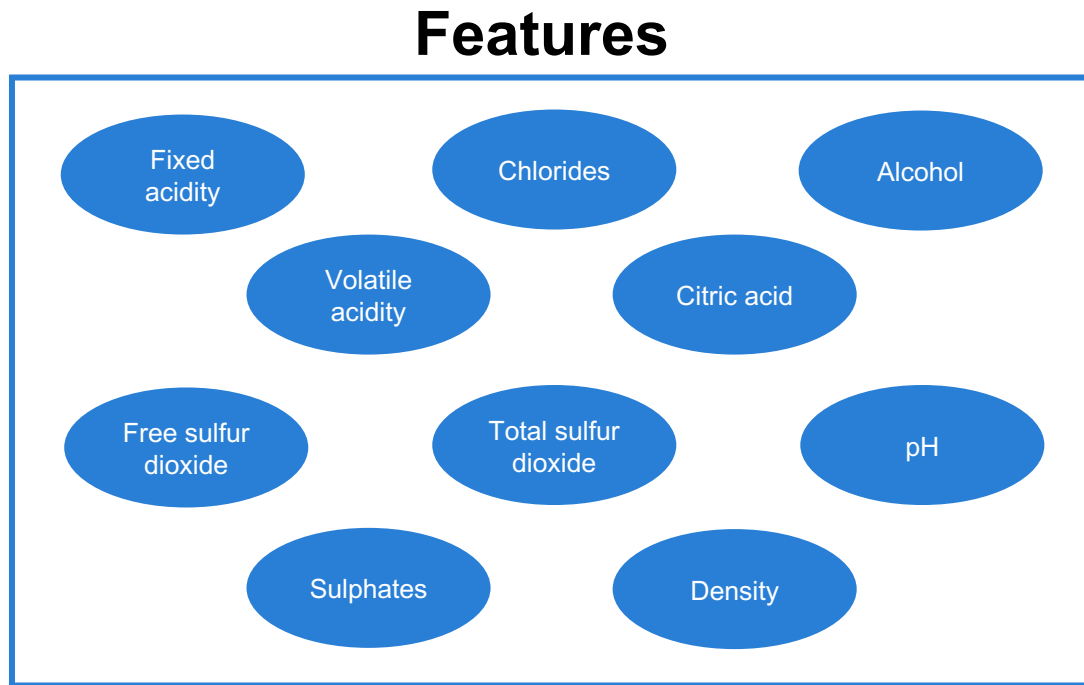 Features
Fixed
acidity
Chlorides
Alcohol
Volatile
acidity
Citric acid
Free sulfur
dioxide
Total sulfur
dioxide
pH
Sulphates
Density